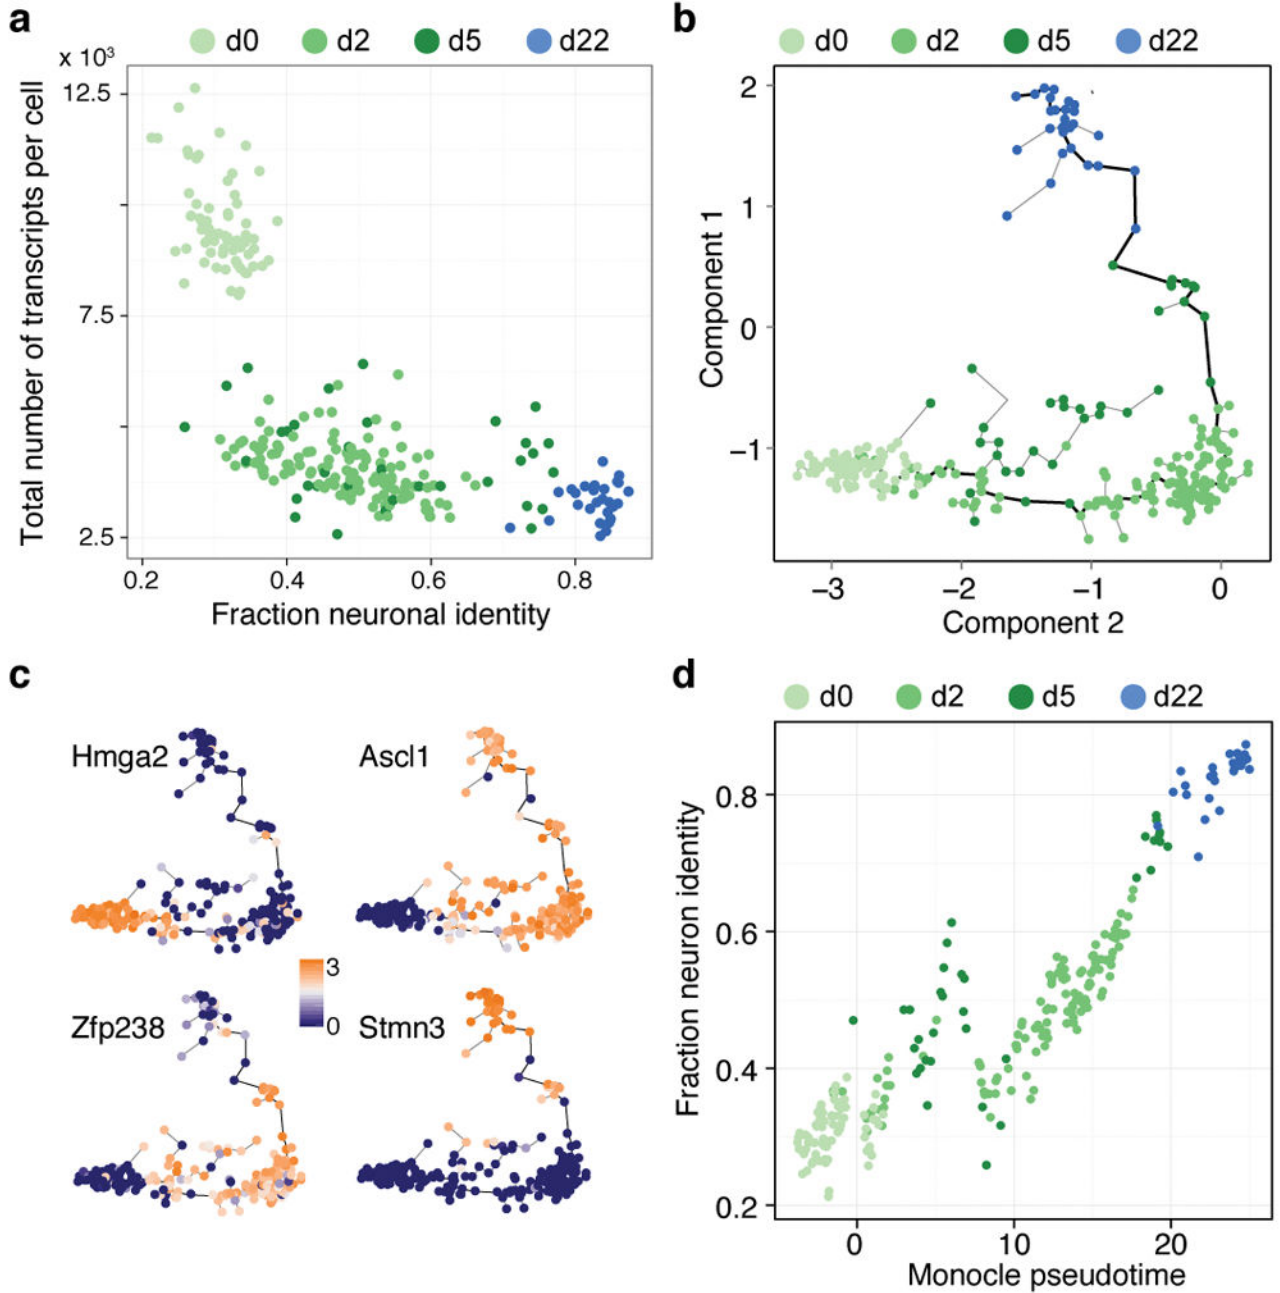 a
d0 d2 d5 d22
x 10³
12.5
7.5
2.5
Total number of transcripts per cell
0.2 0.4 0.6 0.8
Fraction neuronal identity
b
d0 d2 d5 d22
2
1
0
−1
Component 1
−3 −2 −1 0
Component 2
c
Hmga2
Ascl1
3
0
Zfp238
Stmn3
d
d0 d2 d5 d22
0.8
0.6
0.4
0.2
Fraction neuron identity
0 10 20
Monocle pseudotime